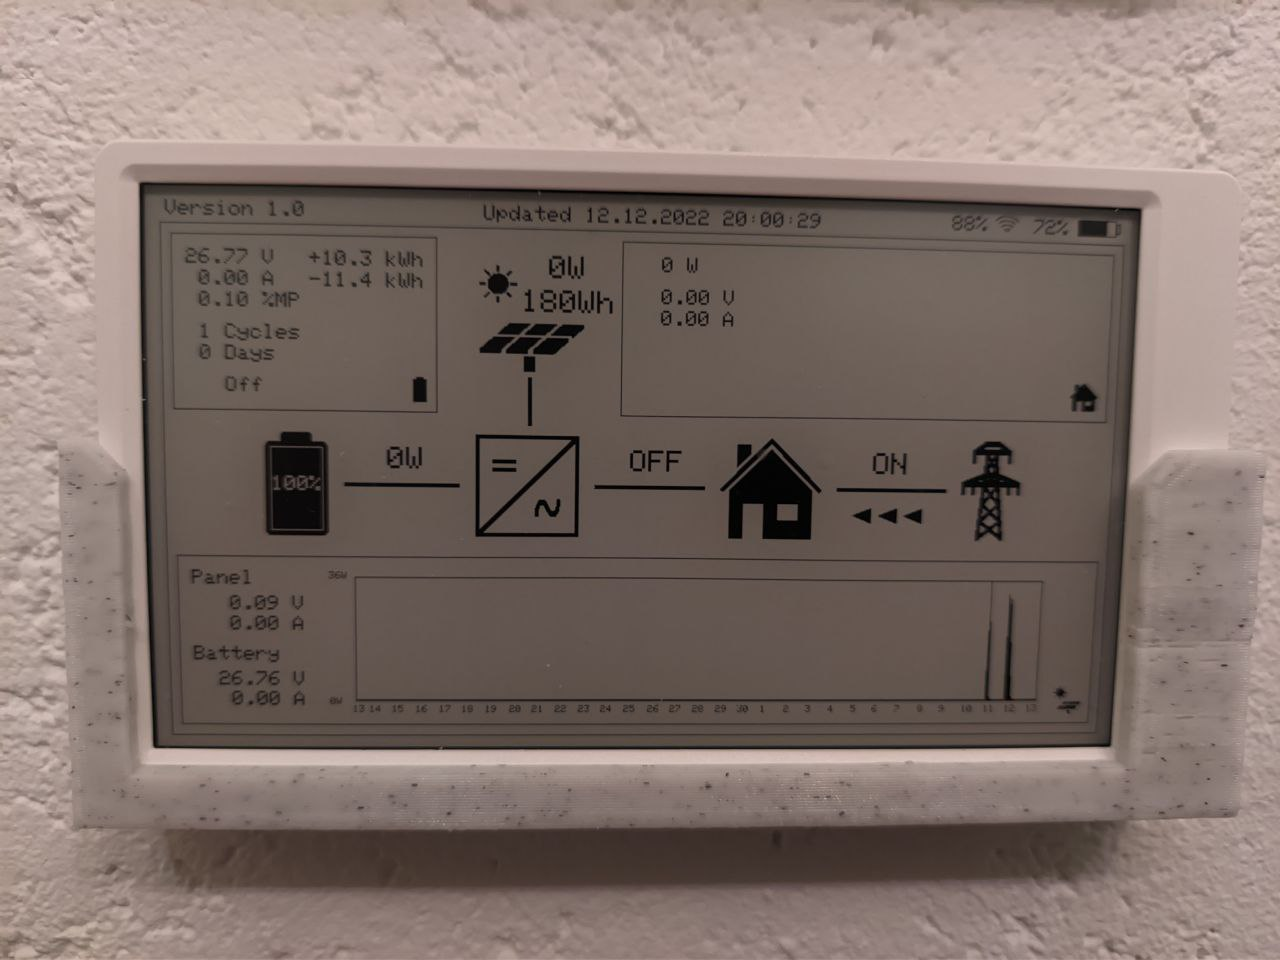 Version 1.0
Updated 12.12.2022 20:00:29
88% 72%
26.77 V +10.3 kWh
0.00 A -11.4 kWh
0.10 %MP
1 Cycles
0 Days
Off
0W
180Wh
0 W
0.00 V
0.00 A
100%
0W
OFF
ON
Panel
0.09 V
0.00 A
Battery
26.76 V
0.00 A
36W
0W
13 14 15 16 17 18 19 20 21 22 23 24 25 26 27 28 29 30 1 2 3 4 5 6 7 8 9 10 11 12 13